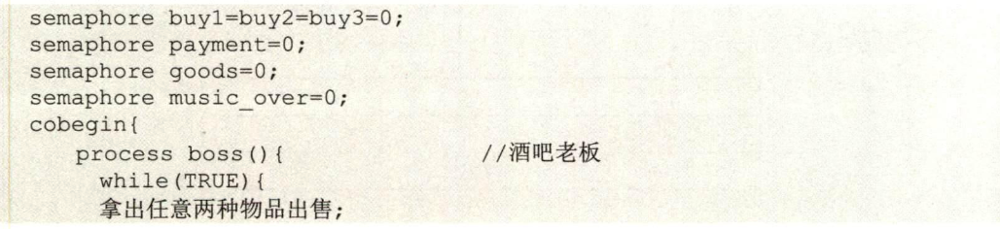 semaphore buy1=buy2=buy3=0;
semaphore payment=0;
semaphore goods=0;
semaphore music_over=0;
cobegin{
process boss(){ //酒吧老板
while(TRUE){
拿出任意两种物品出售;